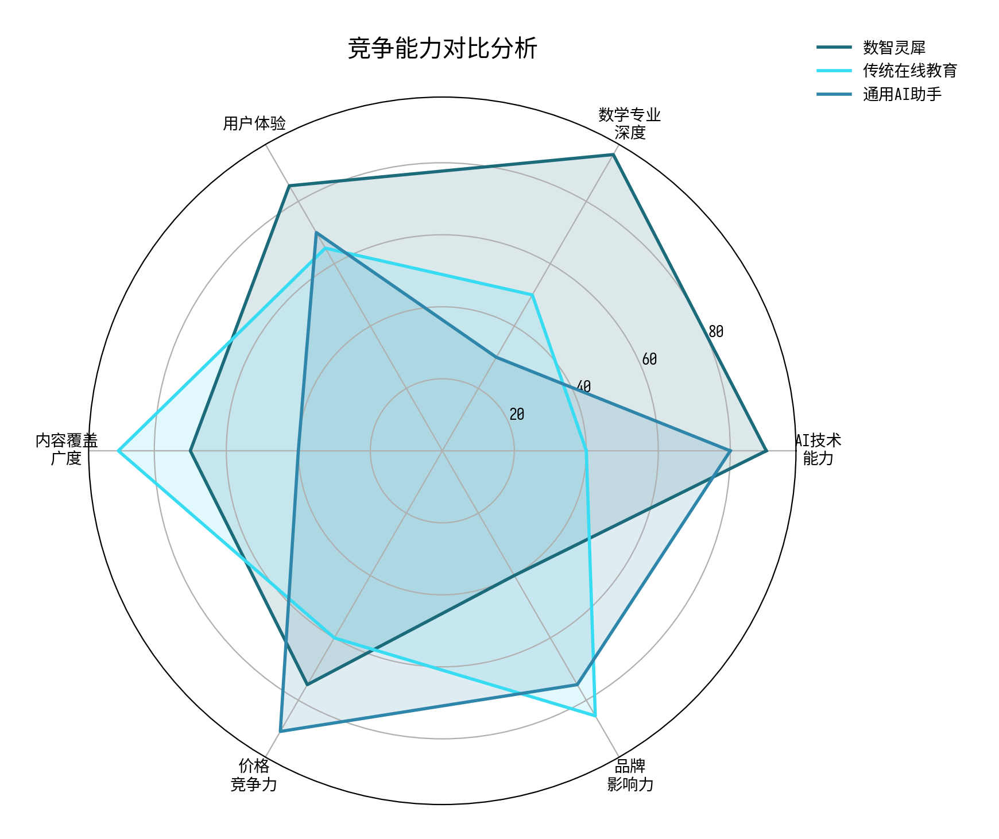 竞争能力对比分析
数智灵犀
传统在线教育
通用AI助手
数学专业
深度
用户体验
80
60
40
20
内容覆盖
广度
AI技术
能力
价格
竞争力
品牌
影响力